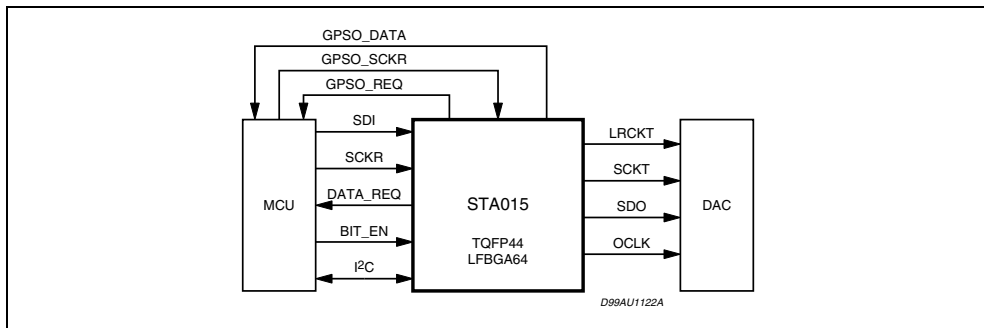 GPSO_DATA
GPSO_SCKR
GPSO_REQ
SDI
SCKR
DATA_REQ
BIT_EN
I²C
MCU
STA015
TQFP44
LFBGA64
LRCKT
SCKT
SDO
OCLK
DAC
D99AU1122A